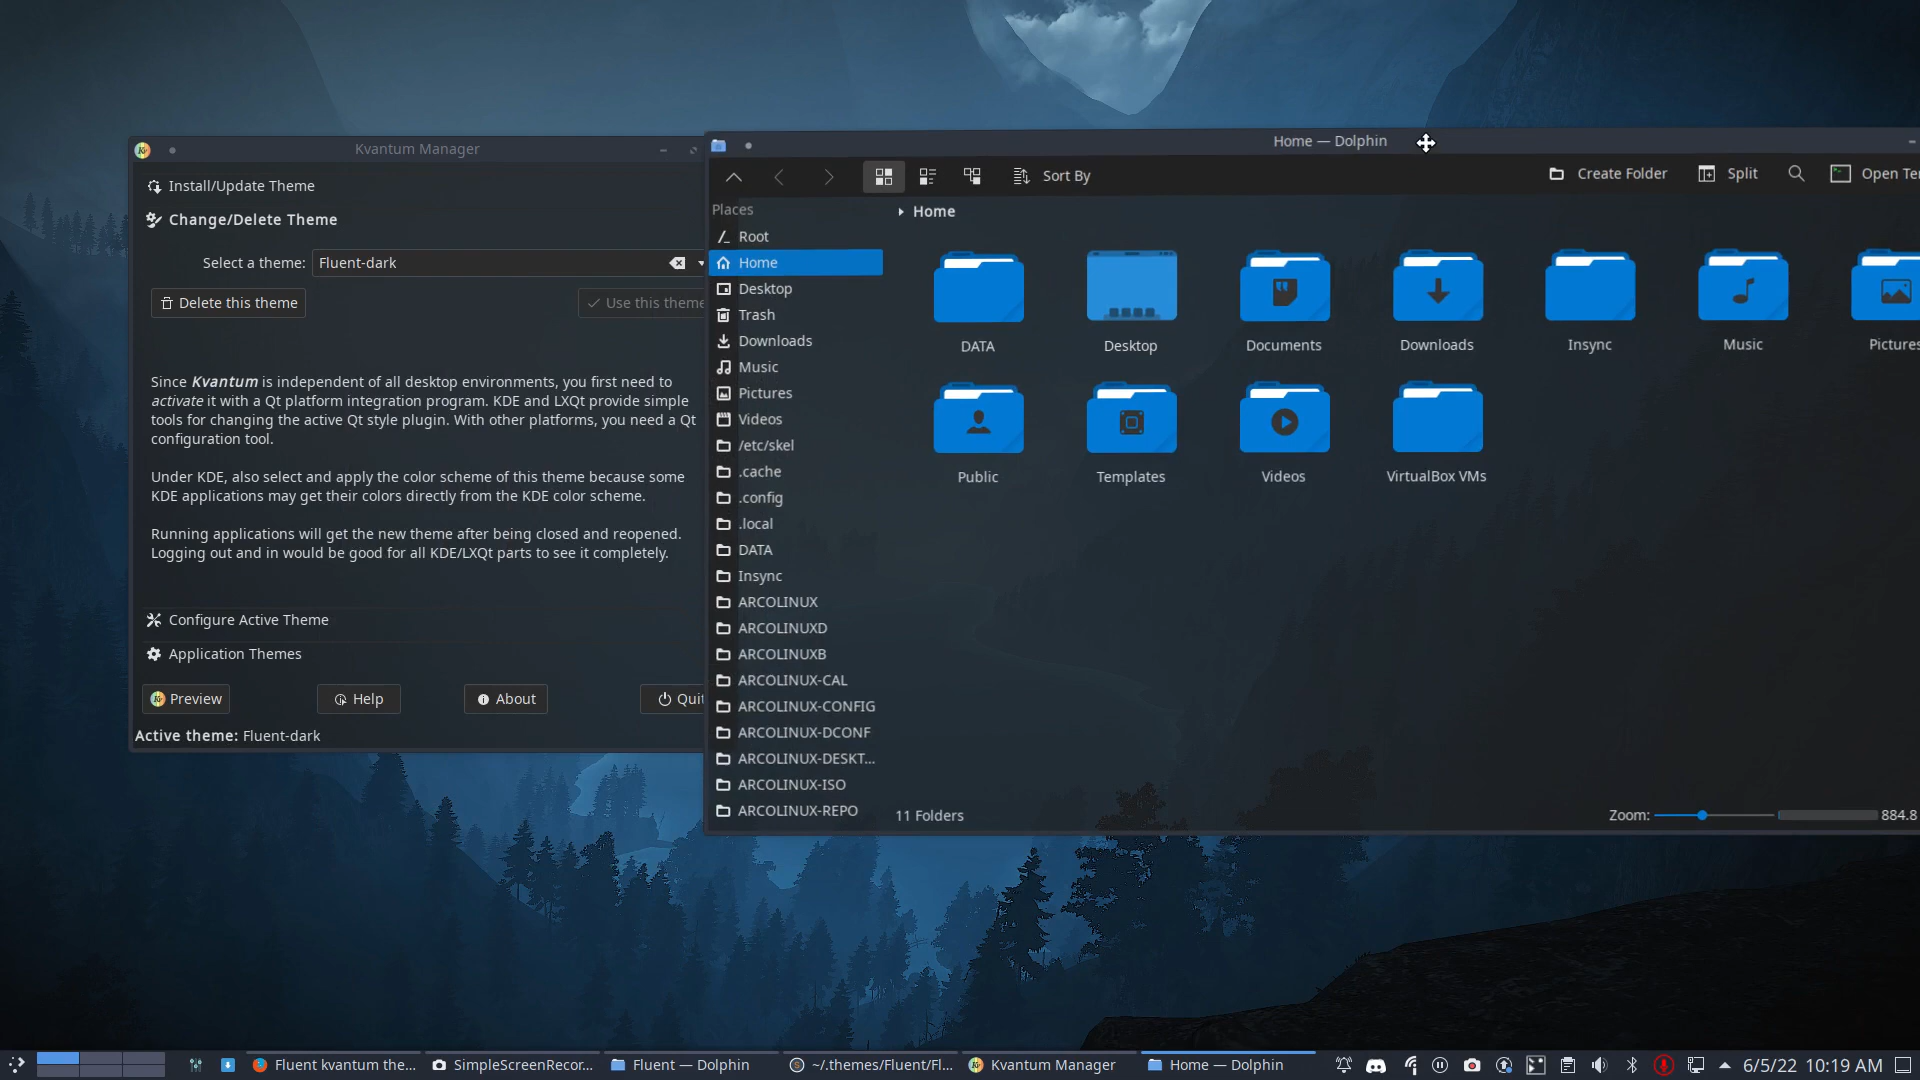 Kvantum Manager
Install/Update Theme
Change/Delete Theme
Select a theme: Fluent-dark
Delete this theme
Use this theme
Since Kvantum is independent of all desktop environments, you first need to
activate it with a Qt platform integration program. KDE and LXQt provide simple
tools for changing the active Qt style plugin. With other platforms, you need a Qt
configuration tool.
Under KDE, also select and apply the color scheme of this theme because some
KDE applications may get their colors directly from the KDE color scheme.
Running applications will get the new theme after being closed and reopened.
Logging out and in would be good for all KDE/LXQt parts to see it completely.
Configure Active Theme
Application Themes
Preview
Help
About
Quit
Active theme: Fluent-dark
Home — Dolphin
Sort By
Create Folder
Split
Open Ter
Places
Root
Home
Desktop
Trash
Downloads
Music
Pictures
Videos
/etc/skel
.cache
.config
.local
DATA
Insync
ARCOLINUX
ARCOLINUXD
ARCOLINUXB
ARCOLINUX-CAL
ARCOLINUX-CONFIG
ARCOLINUX-DCONF
ARCOLINUX-DESKT...
ARCOLINUX-ISO
ARCOLINUX-REPO
Home
DATA
Desktop
Documents
Downloads
Insync
Music
Pictures
Public
Templates
Videos
VirtualBox VMs
11 Folders
Zoom:
884.8
Fluent kvantum the...
SimpleScreenRecor...
Fluent — Dolphin
~/.themes/Fluent/Fl...
Kvantum Manager
Home — Dolphin
6/5/22 10:19 AM